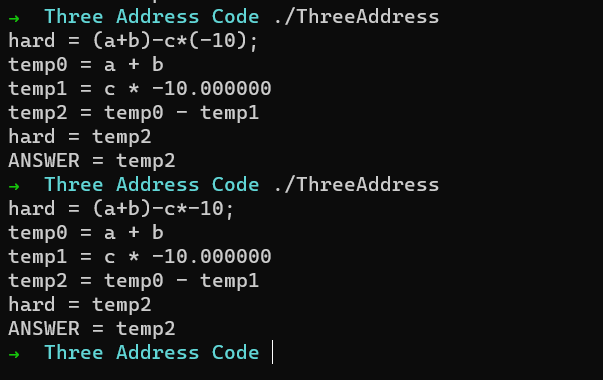 → Three Address Code ./ThreeAddress
hard = (a+b)-c*(-10);
temp0 = a + b
temp1 = c * -10.000000
temp2 = temp0 - temp1
hard = temp2
ANSWER = temp2
→ Three Address Code ./ThreeAddress
hard = (a+b)-c*-10;
temp0 = a + b
temp1 = c * -10.000000
temp2 = temp0 - temp1
hard = temp2
ANSWER = temp2
→ Three Address Code